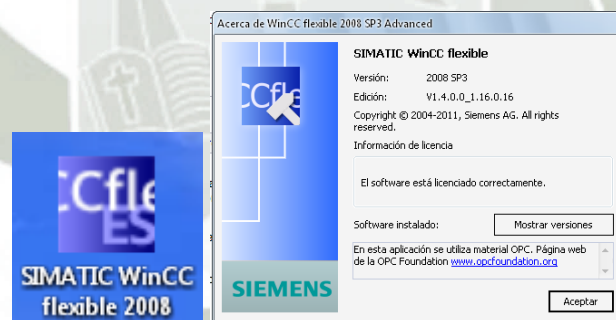 Acerca de WinCC flexible 2008 SP3 Advanced
CCfle
SIMATIC WinCC flexible
Versión: 2008 SP3
Edición: V1.4.0.0_1.16.0.16
Copyright © 2004-2011, Siemens AG. All rights
reserved.
Información de licencia
El software está licenciado correctamente.
Software instalado:
Mostrar versiones
En esta aplicación se utiliza material OPC. Página web
de la OPC Foundation www.opcfoundation.org
SIEMENS
Aceptar
CCfle
ES
SIMATIC WinCC
flexible 2008